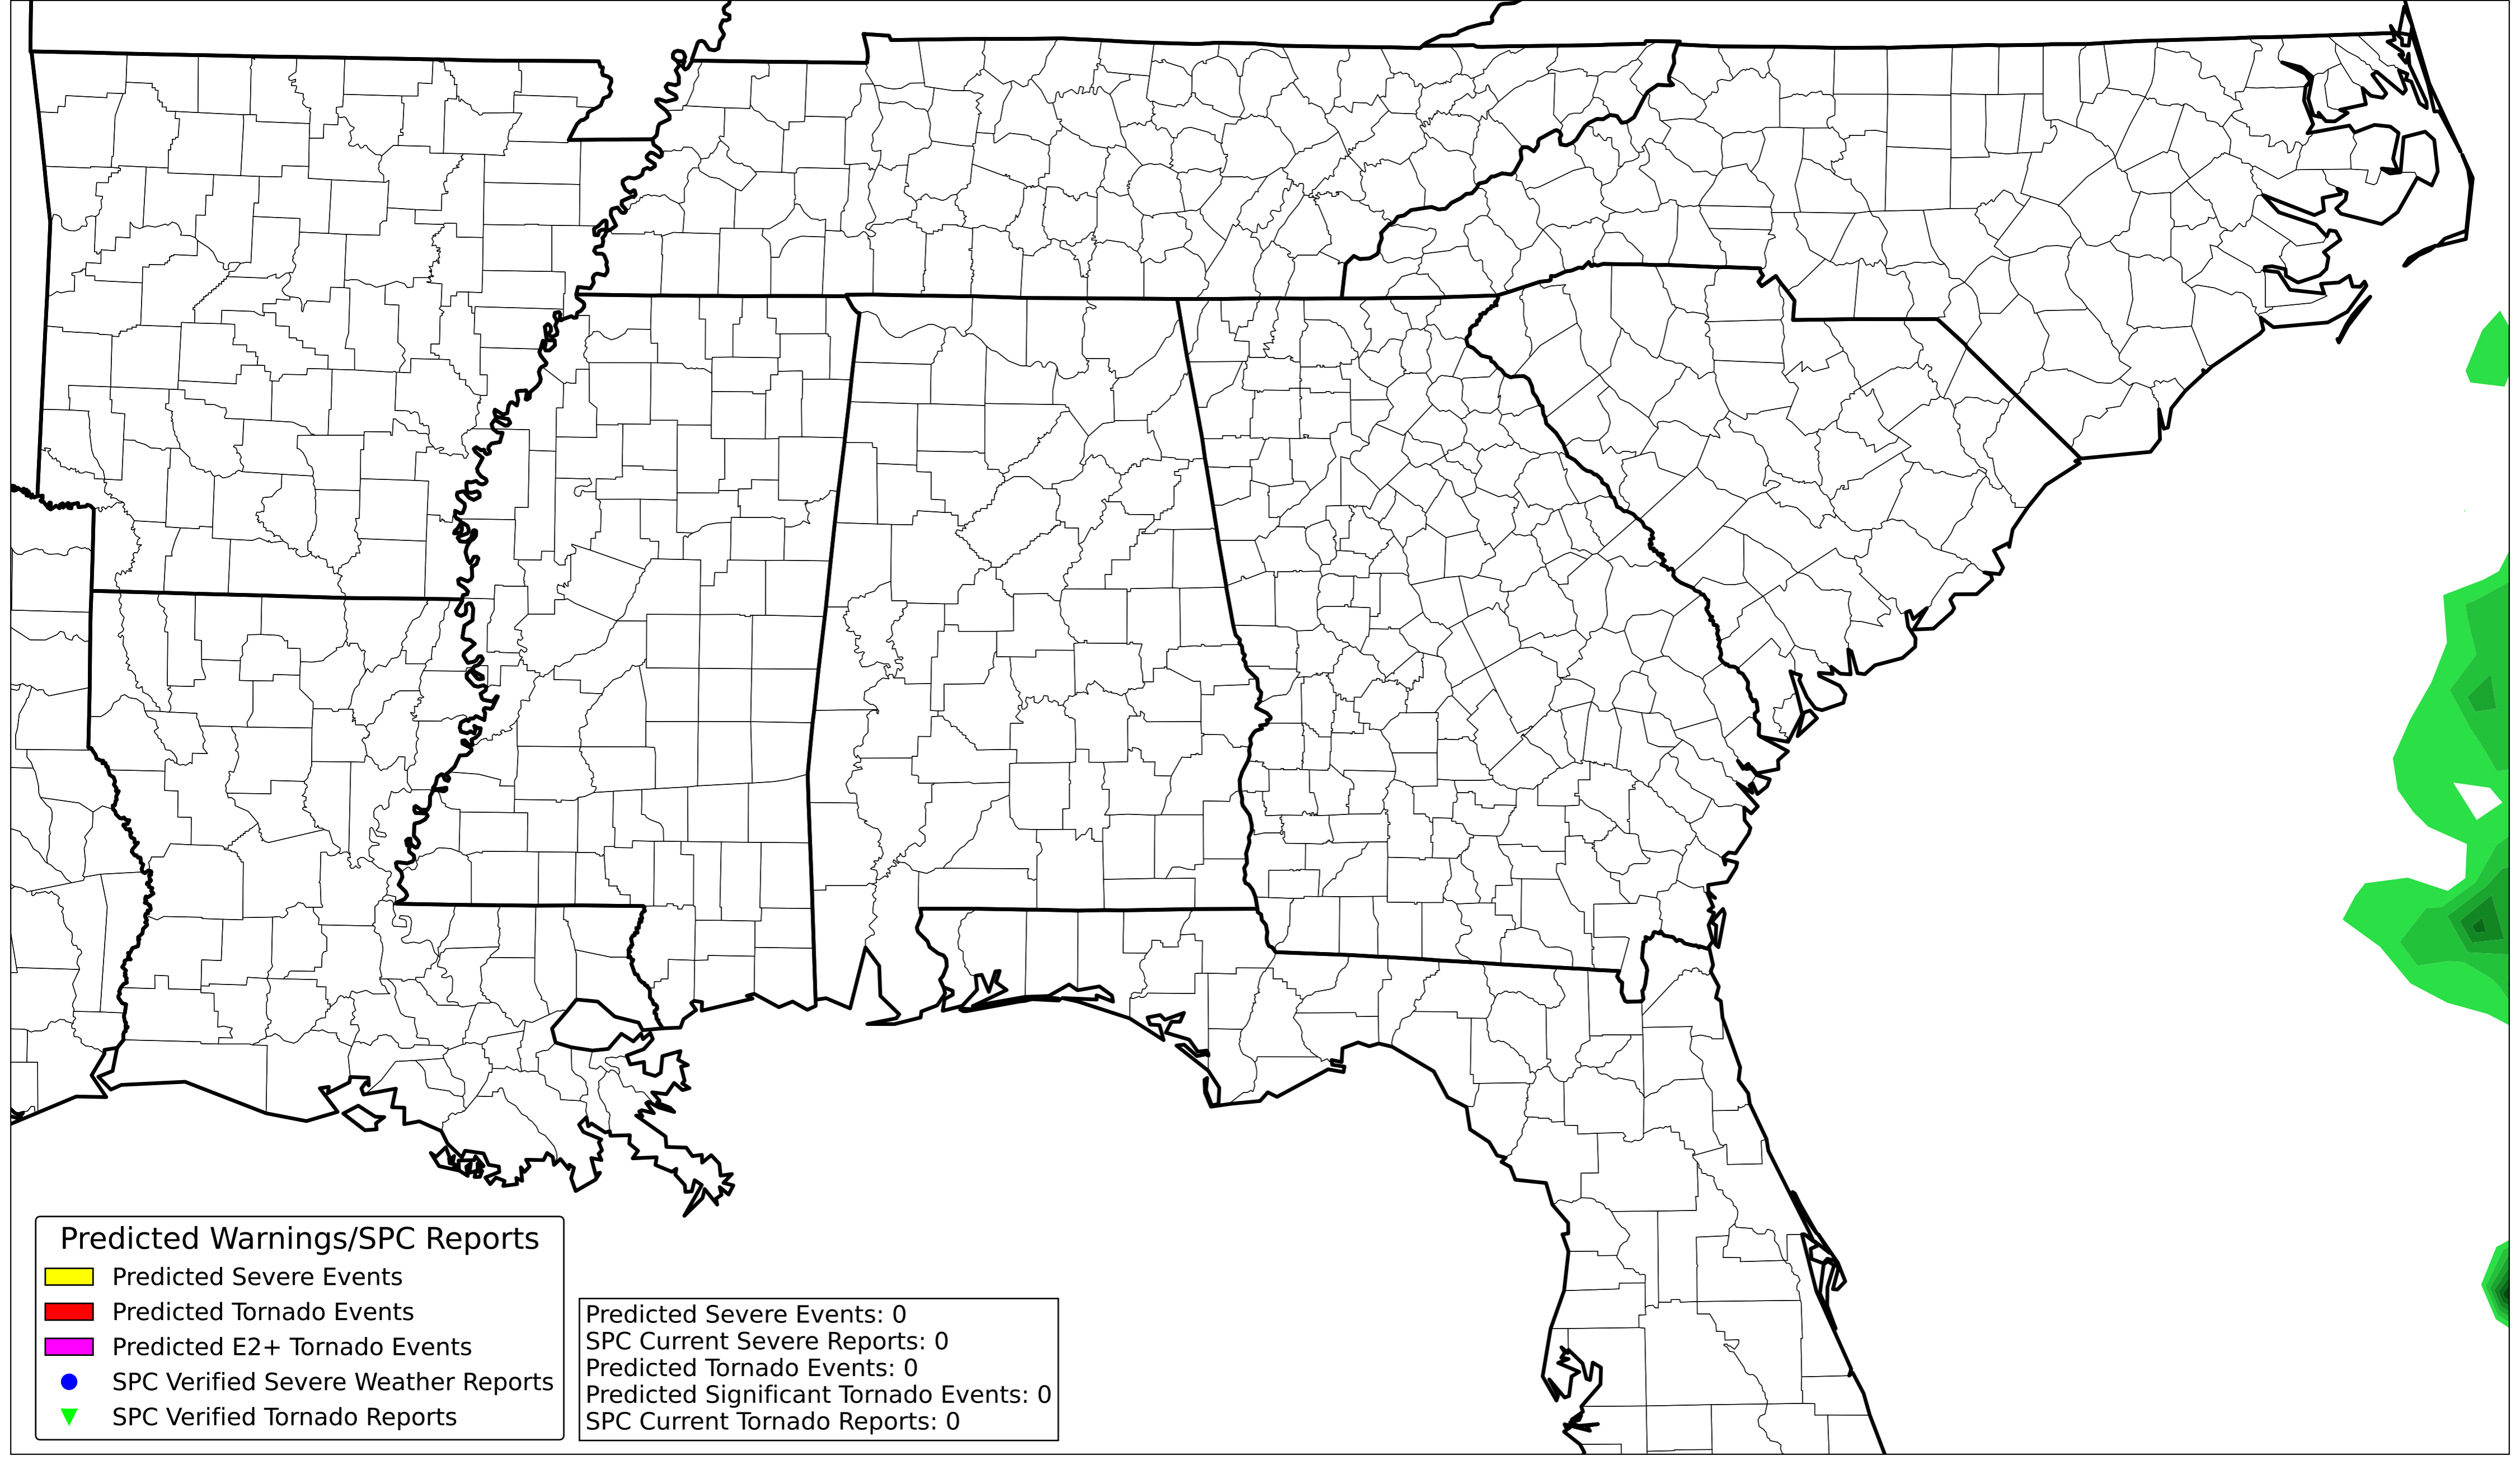 Predicted Warnings/SPC Reports
Predicted Severe Events
Predicted Tornado Events
Predicted E2+ Tornado Events
SPC Verified Severe Weather Reports
SPC Verified Tornado Reports
Predicted Severe Events: 0
SPC Current Severe Reports: 0
Predicted Tornado Events: 0
Predicted Significant Tornado Events: 0
SPC Current Tornado Reports: 0